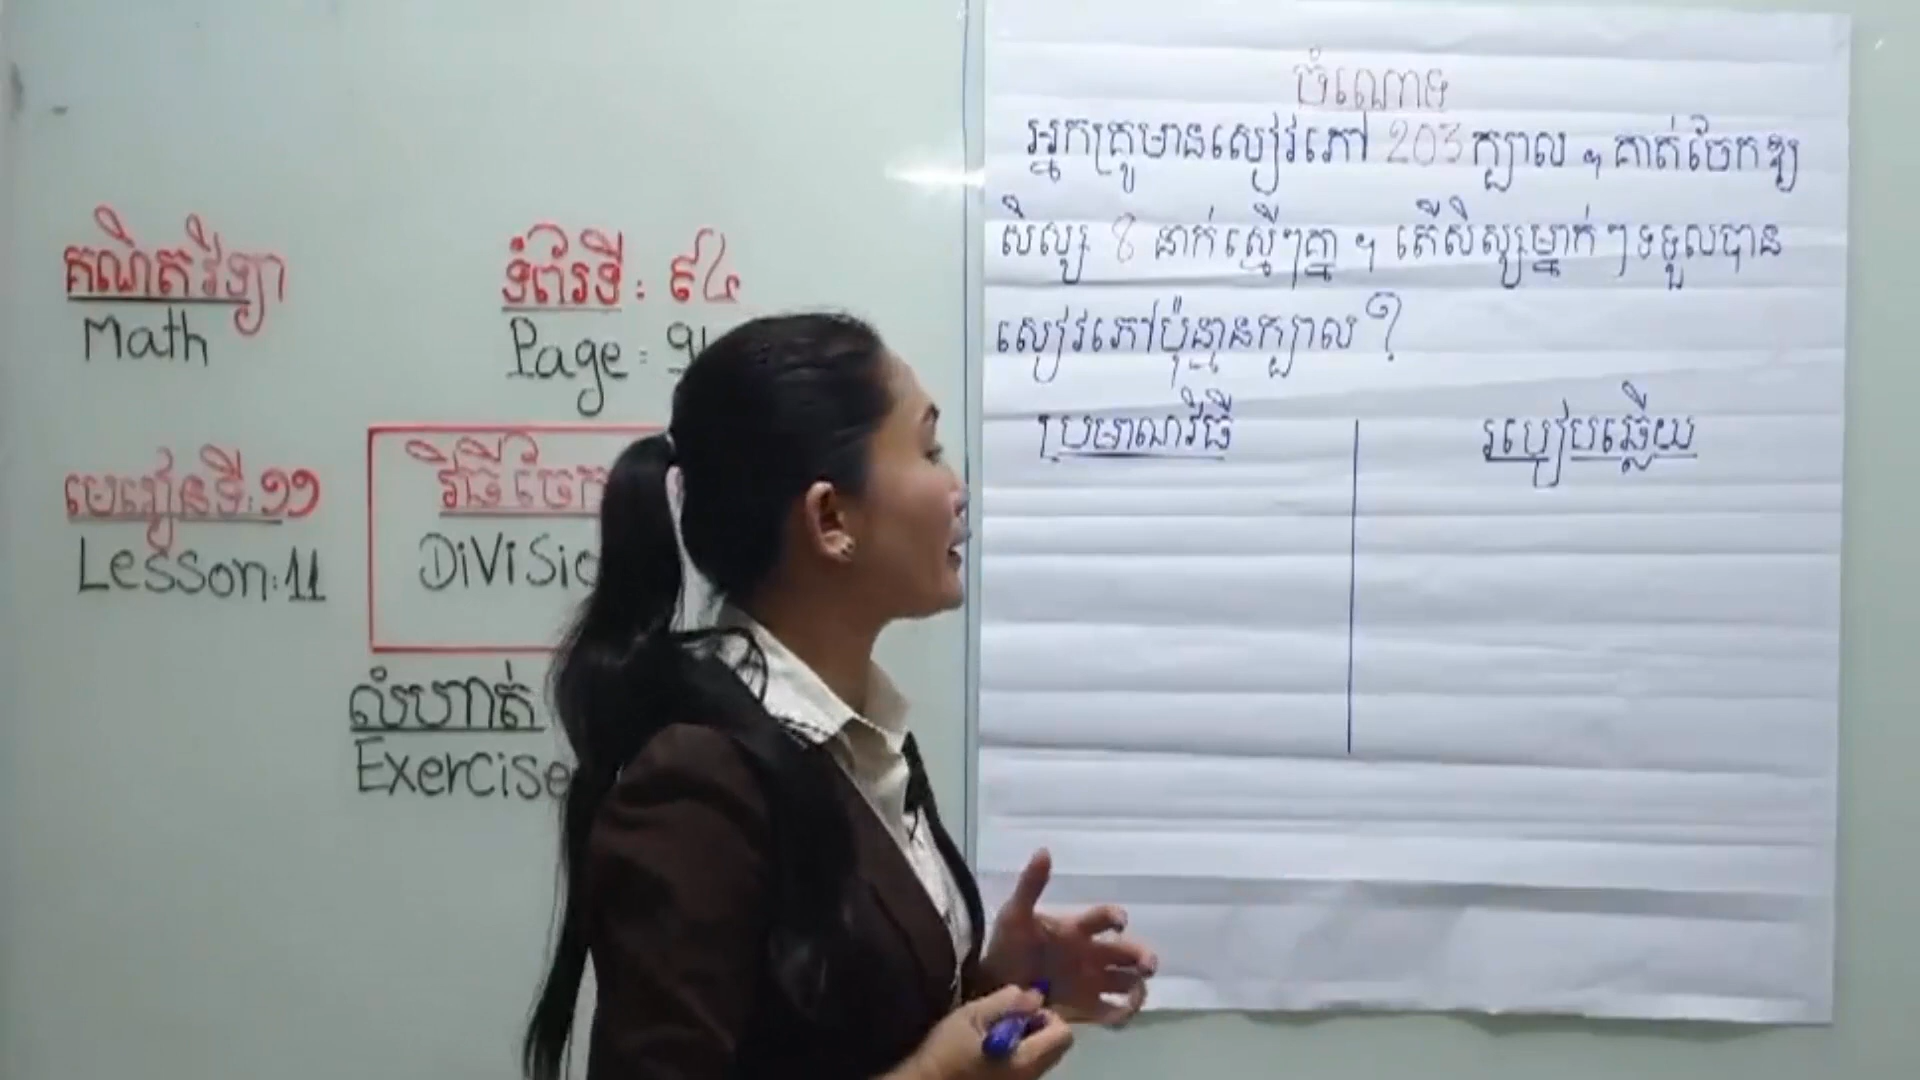 គណិតវិទ្យា
Math
ទំព័រទី: ៩៤
Page:
មេរៀនទី:១១
Lesson:11
វិធីចែក
DiVisio
លំហាត់
Exercise
ចំណោទ
អ្នកគ្រូមានសៀវភៅ 203 ក្បាល ។ គាត់ចែកឱ្យ
សិស្ស 8 នាក់ស្មើៗគ្នា ។ តើសិស្សម្នាក់ៗទទួលបាន
សៀវភៅប៉ុន្មានក្បាល ?
ប្រមាណវិធី
របៀបឆ្លើយ